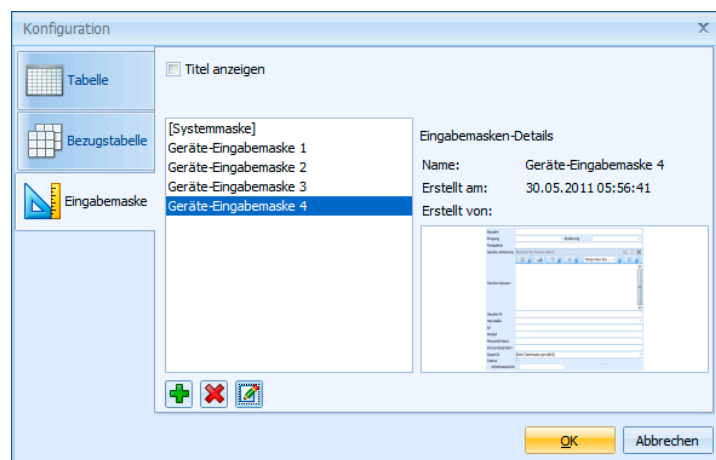 Konfiguration
Tabelle
Bezugstabelle
Eingabemaske
Titel anzeigen
[Systemmaske]
Geräte-Eingabemaske 1
Geräte-Eingabemaske 2
Geräte-Eingabemaske 3
Geräte-Eingabemaske 4
Eingabemasken-Details
Name: Geräte-Eingabemaske 4
Erstellt am: 30.05.2011 05:56:41
Erstellt von:
OK Abbrechen